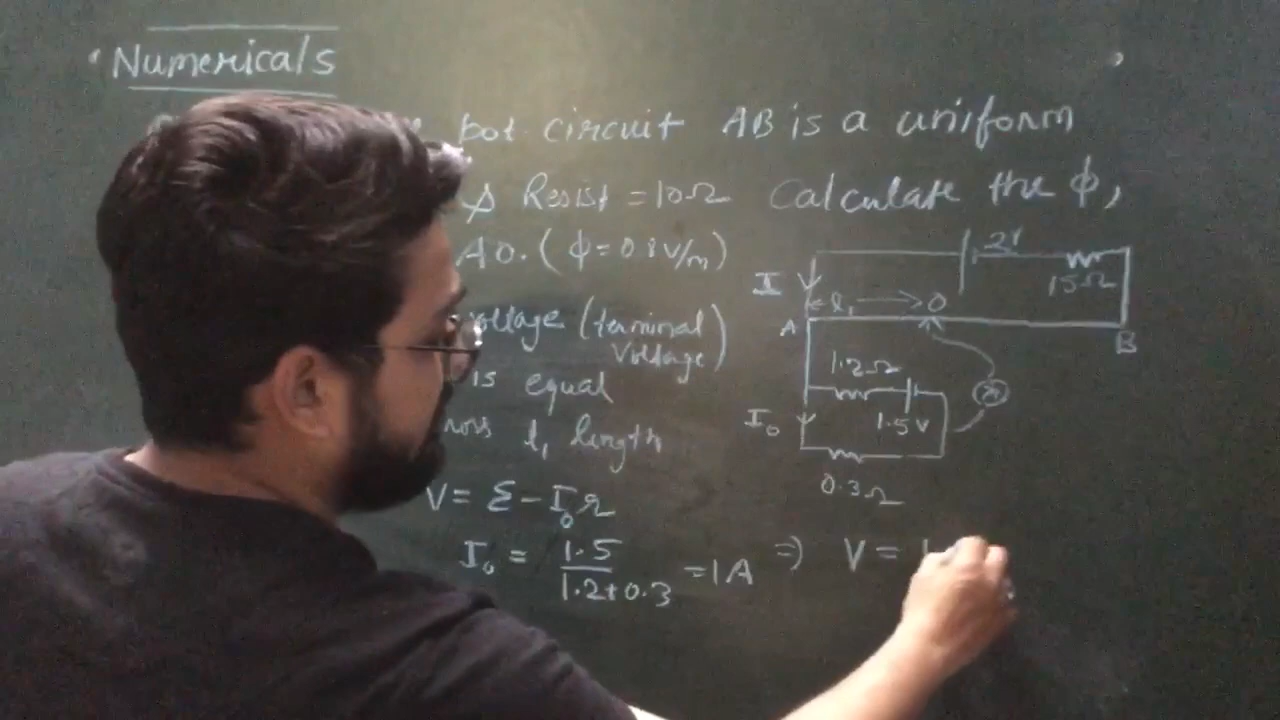 Numericals
pot. circuit AB is a uniform
Resist = 10Ω Calculate the ϕ,
AO. (ϕ = 0.8 V/m)
voltage (terminal
Voltage)
is equal
l₁ length
V = Ɛ - I₀r
I₀ = 1.5 / 1.2+0.3 = 1A ⇒ V = 1
2V
I
15Ω
l₁
O
A
B
1.2Ω
1.5V
I₀
0.3Ω